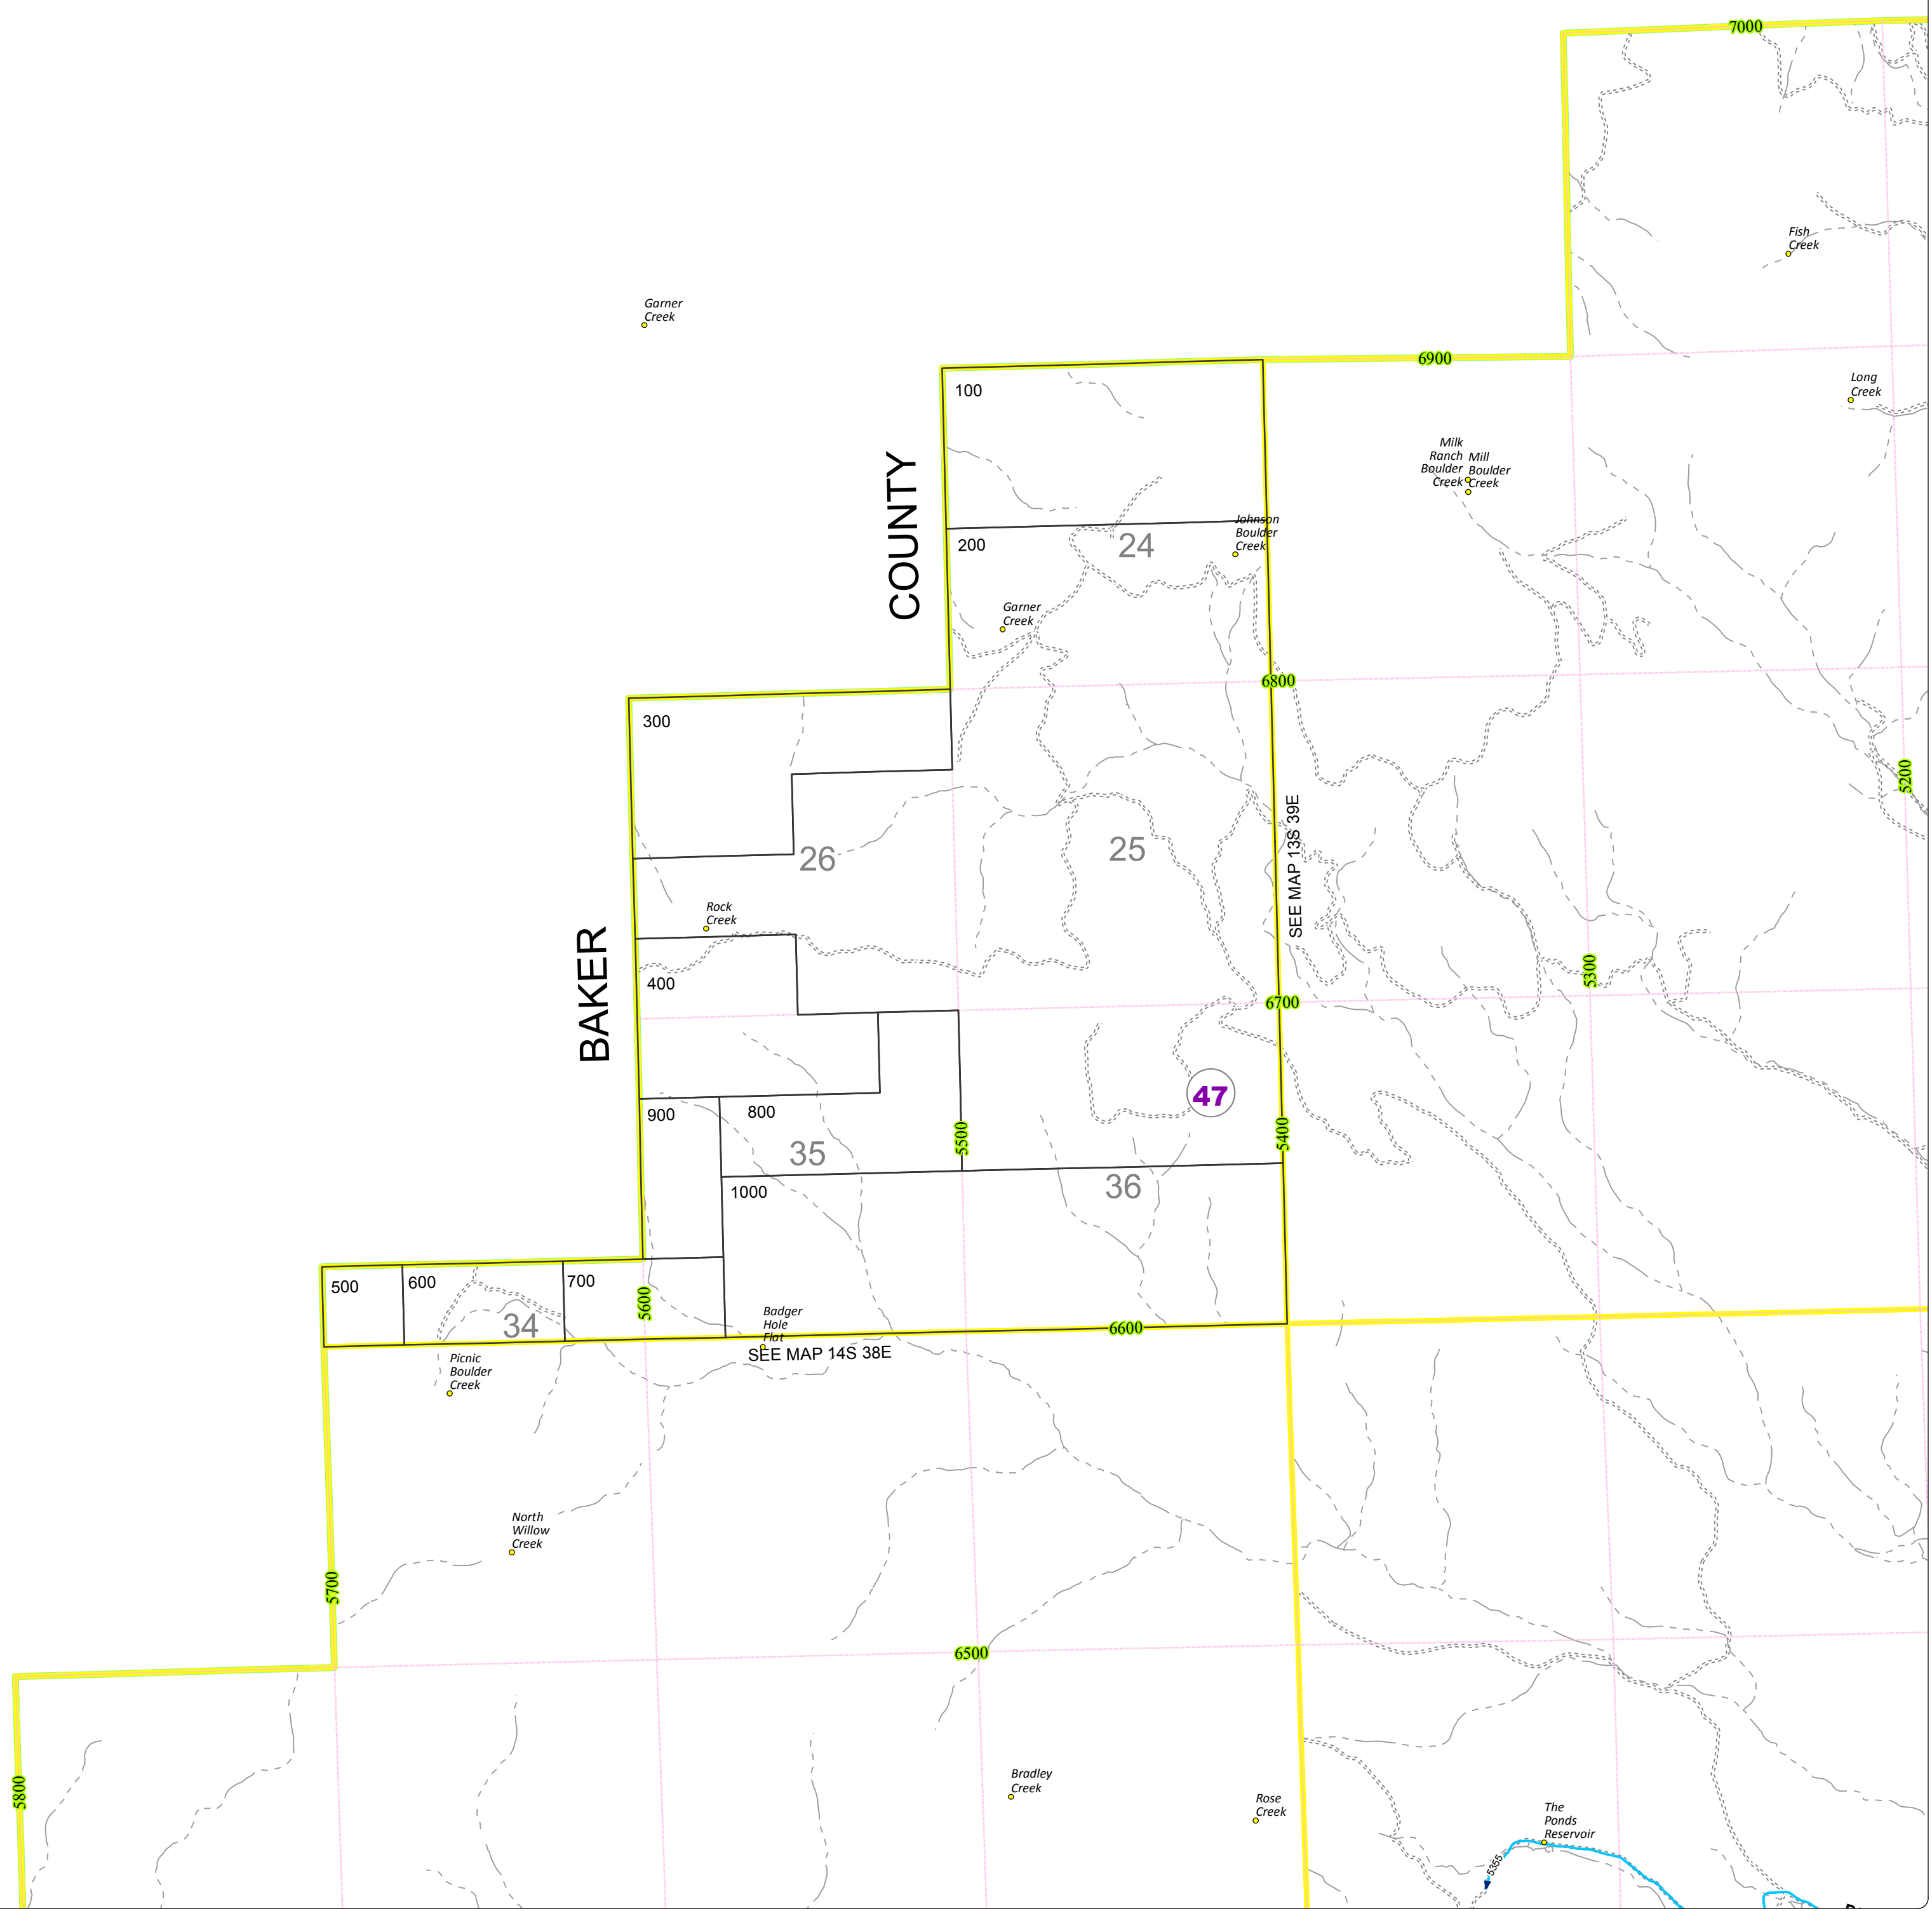 7000
Fish
Creek
Garner
Creek
6900
100
Long
Creek
COUNTY
Milk
Ranch
Boulder
Creek
Mill
Boulder
Creek
Johnson
Boulder
Creek
200
24
Garner
Creek
6800
300
5200
SEE MAP 13S 39E
25
26
Rock
Creek
BAKER
400
5300
6700
47
900
800
5500
5400
35
1000
36
500
600
700
5600
34
Badger
Hole
Flat
6600
SEE MAP 14S 38E
Picnic
Boulder
Creek
North
Willow
Creek
5700
6500
5800
Bradley
Creek
Rose
Creek
The
Ponds
Reservoir
5355